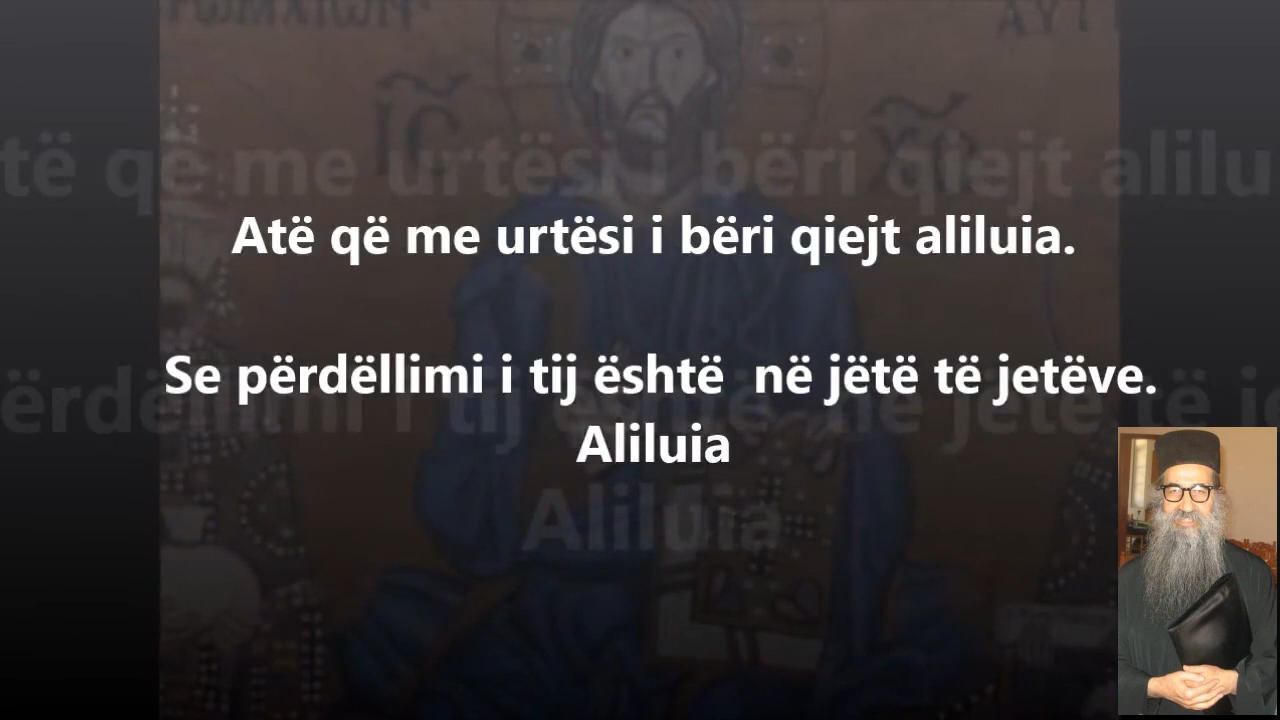 Atë që me urtësi i bëri qiejt aliluia.
Se përdëllimi i tij është  në jëtë të jetëve.
Aliluia